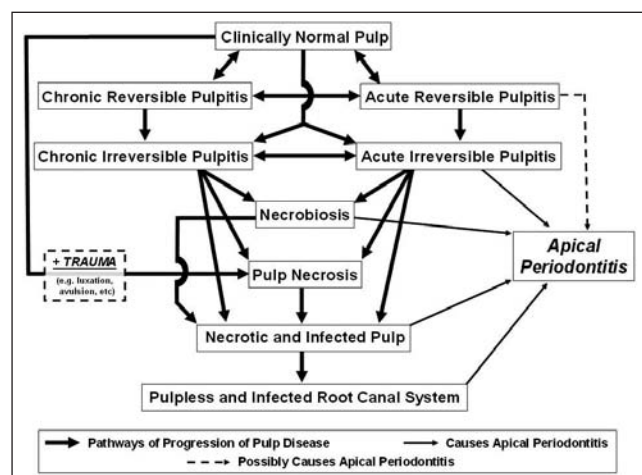 Clinically Normal Pulp
Chronic Reversible Pulpitis
Acute Reversible Pulpitis
Chronic Irreversible Pulpitis
Acute Irreversible Pulpitis
Necrobiosis
Apical
Periodontitis
+ TRAUMA
(e.g. luxation,
avulsion, etc)
Pulp Necrosis
Necrotic and Infected Pulp
Pulpless and Infected Root Canal System
Pathways of Progression of Pulp Disease
Causes Apical Periodontitis
Possibly Causes Apical Periodontitis